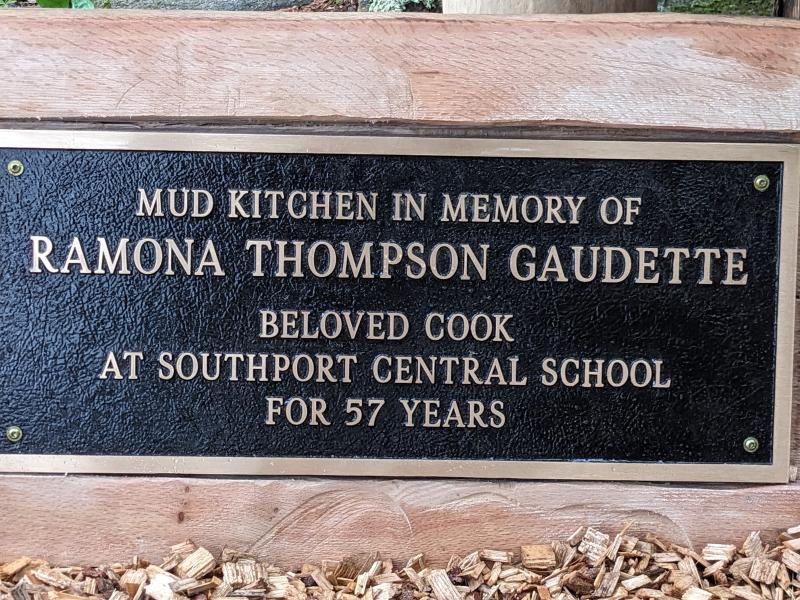 MUD KITCHEN IN MEMORY OF
RAMONA THOMPSON GAUDETTE
BELOVED COOK
AT SOUTHPORT CENTRAL SCHOOL
FOR 57 YEARS